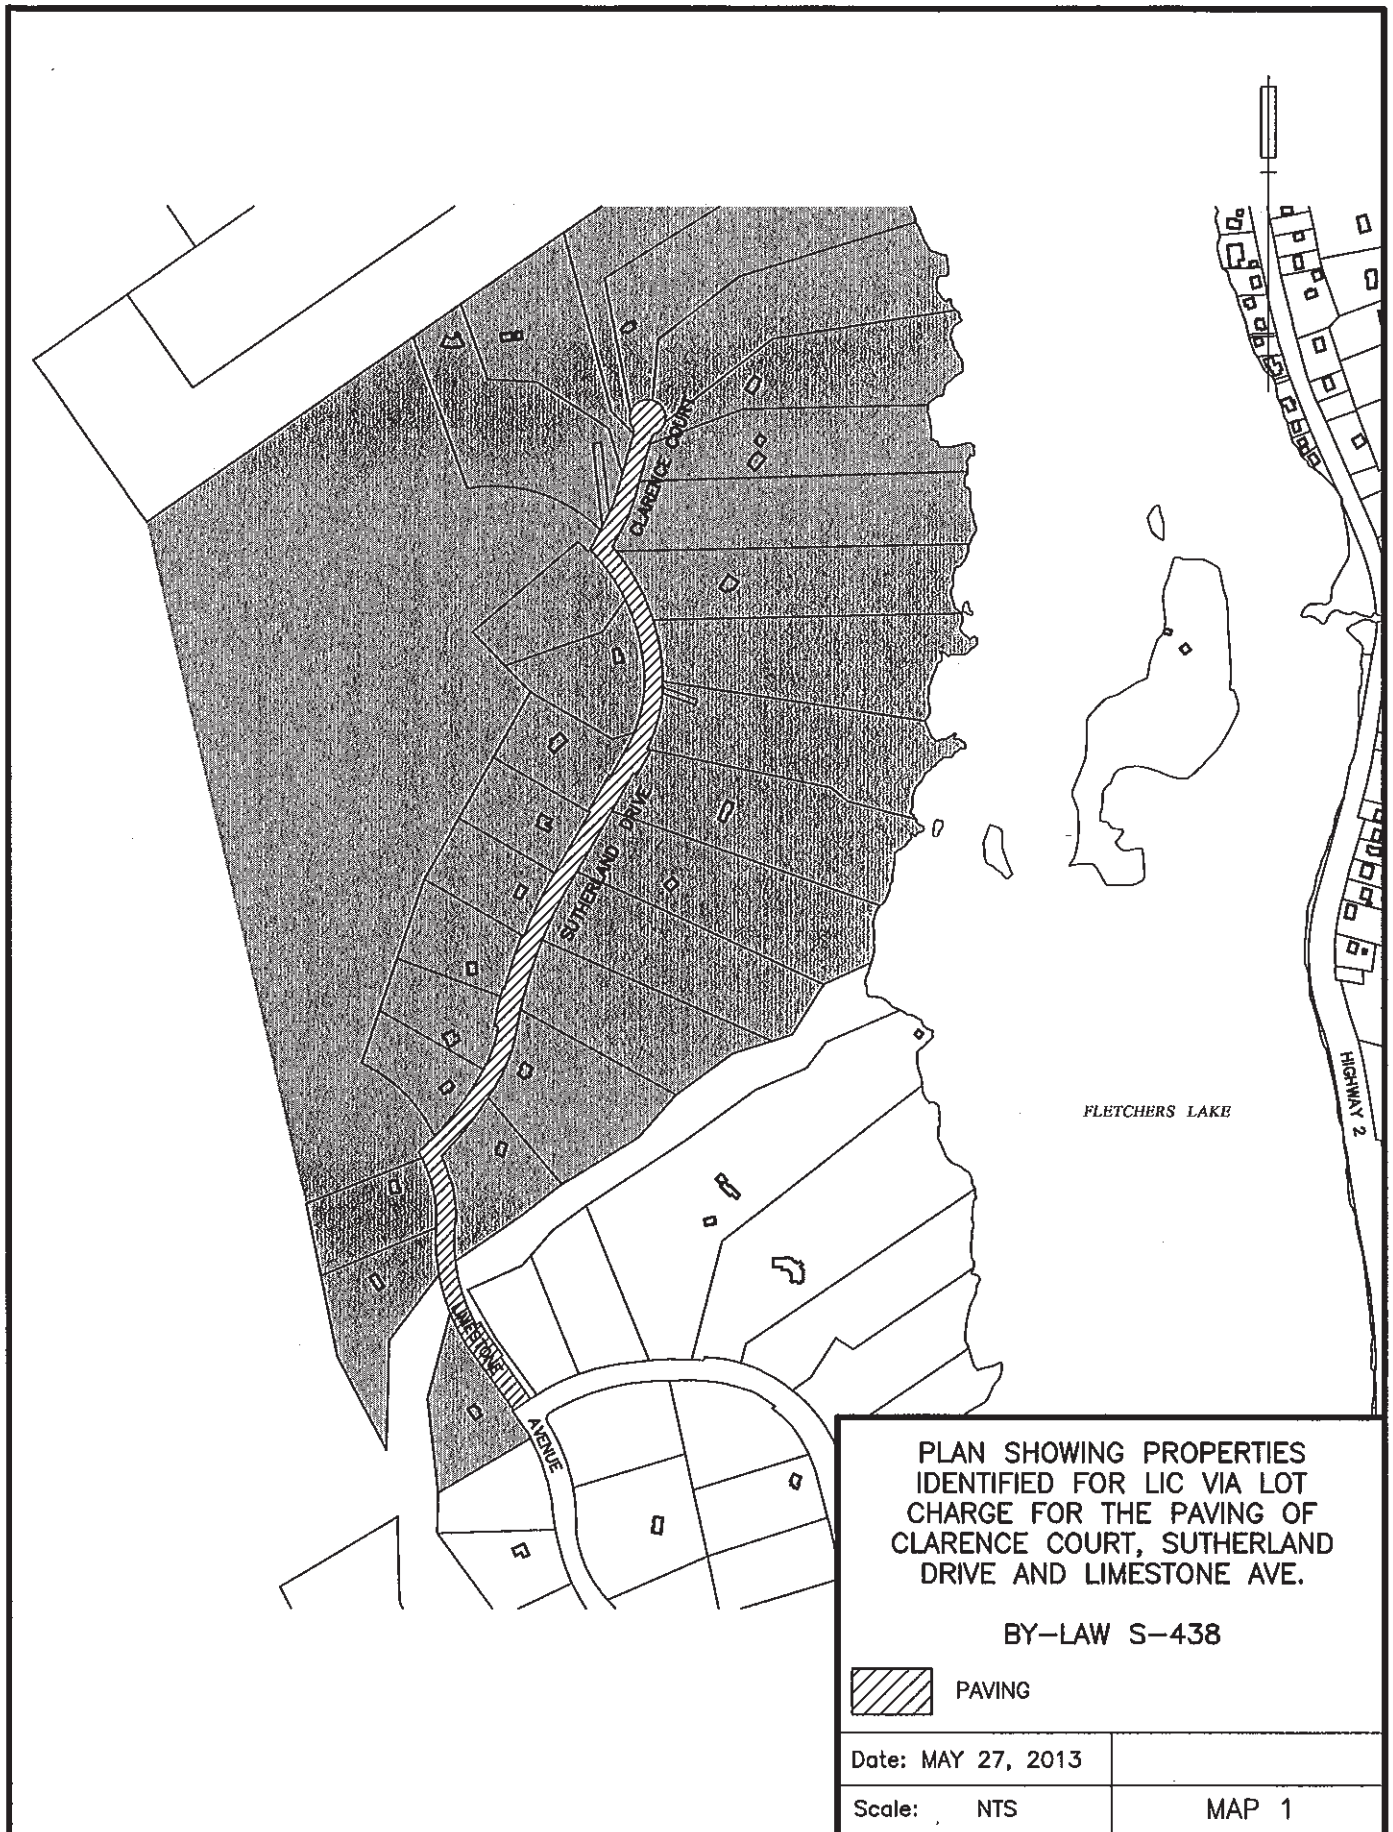 CLARENCE COURT
SUTHERLAND DRIVE
FLETCHERS LAKE
HIGHWAY 2
LIMESTONE
AVENUE
PLAN SHOWING PROPERTIES
IDENTIFIED FOR LIC VIA LOT
CHARGE FOR THE PAVING OF
CLARENCE COURT, SUTHERLAND
DRIVE AND LIMESTONE AVE.
BY-LAW S-438
PAVING
Date: MAY 27, 2013
Scale: NTS
MAP 1